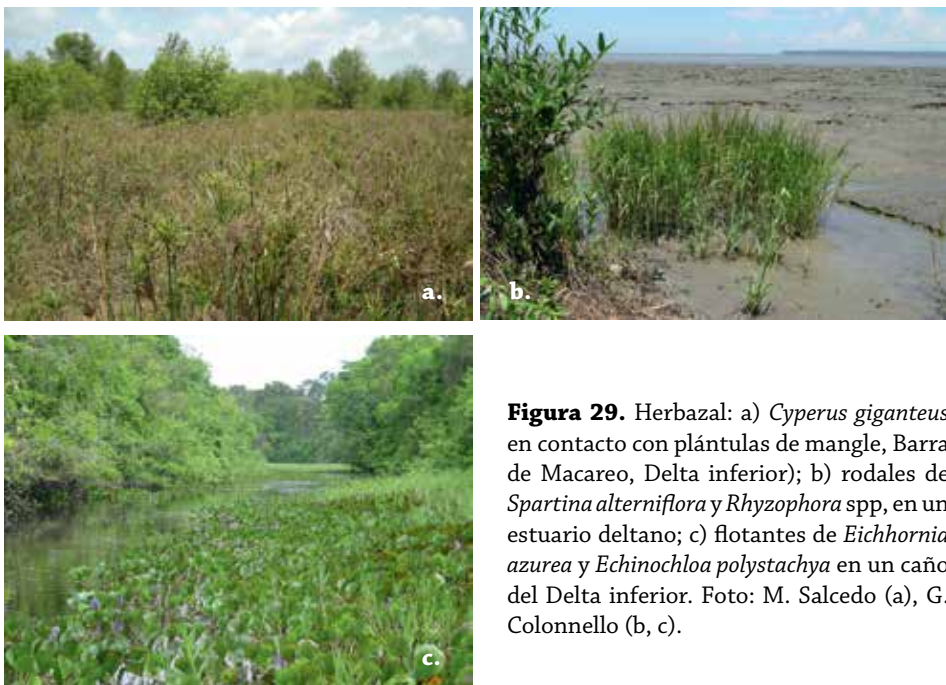 a.
b.
c.
Figura 29. Herbazal: a) Cyperus giganteus
en contacto con plántulas de mangle, Barra
de Macareo, Delta inferior); b) rodales de
Spartina alterniflora y Rhyzophora spp, en un
estuario deltano; c) flotantes de Eichhornia
azurea y Echinochloa polystachya en un caño
del Delta inferior. Foto: M. Salcedo (a), G.
Colonnello (b, c).